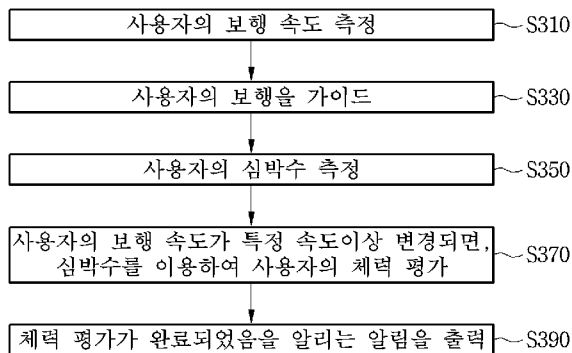 사용자의 보행 속도 측정 S310
사용자의 보행을 가이드 S330
사용자의 심박수 측정 S350
사용자의 보행 속도가 특정 속도이상 변경되면,
심박수를 이용하여 사용자의 체력 평가 S370
체력 평가가 완료되었음을 알리는 알림을 출력 S390